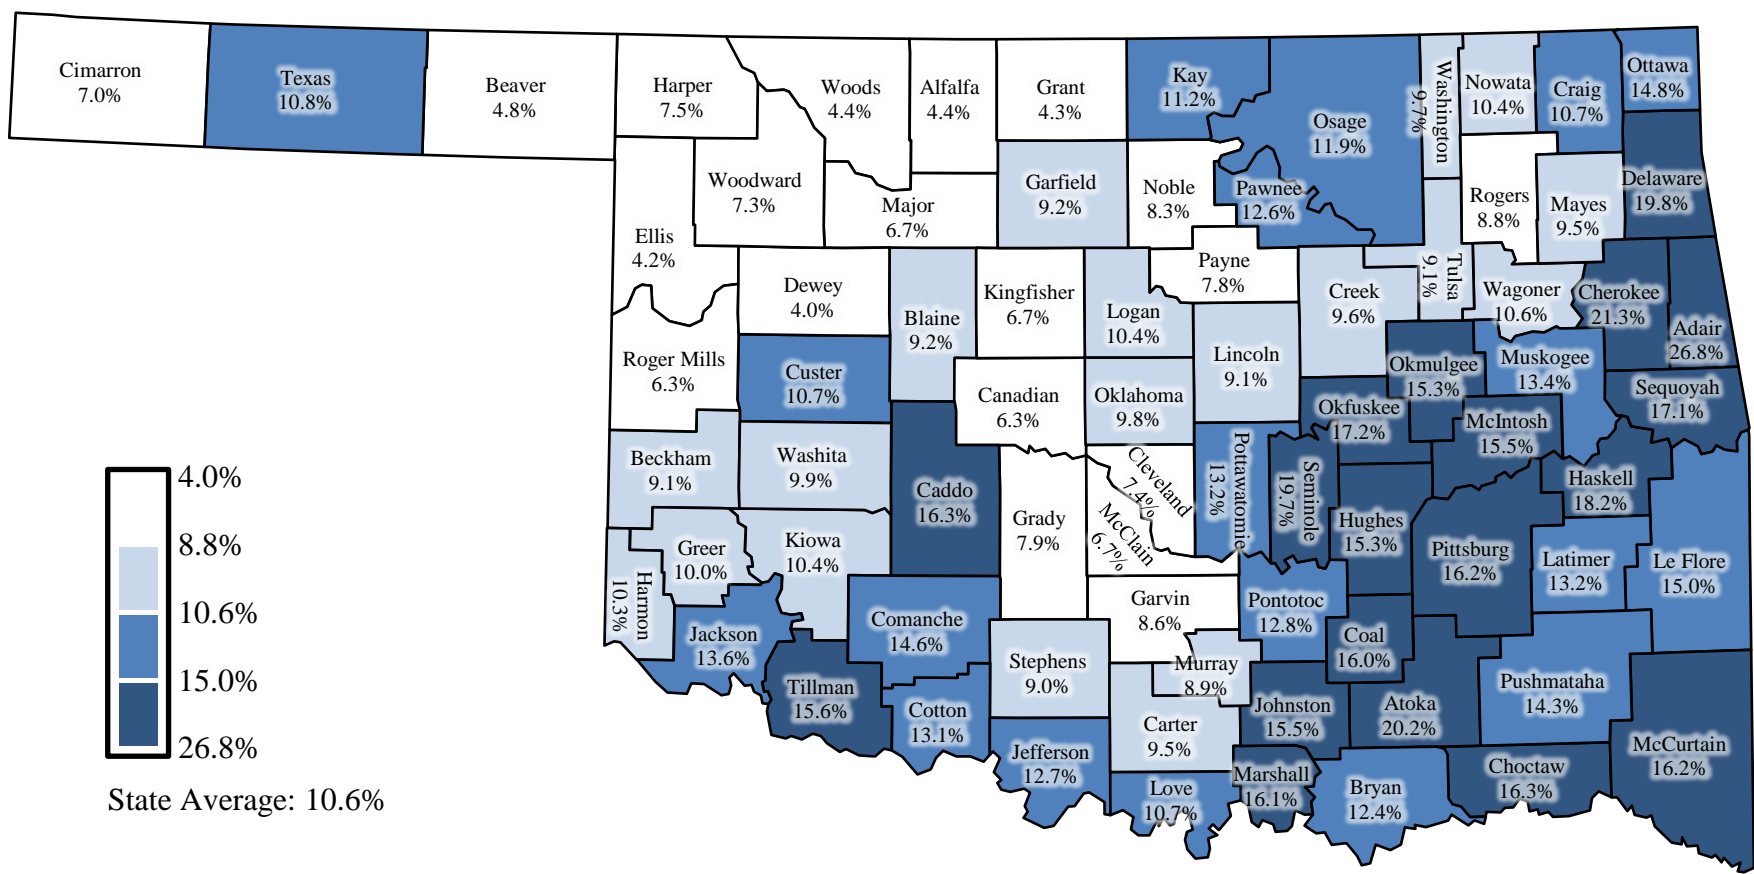 Cimarron
7.0%
Texas
10.8%
Beaver
4.8%
Harper
7.5%
Woods
4.4%
Alfalfa
4.4%
Grant
4.3%
Kay
11.2%
Osage
11.9%
Washington
9.7%
Nowata
10.4%
Craig
10.7%
Ottawa
14.8%
Ellis
4.2%
Woodward
7.3%
Major
6.7%
Garfield
9.2%
Noble
8.3%
Pawnee
12.6%
Rogers
8.8%
Mayes
9.5%
Delaware
19.8%
Dewey
4.0%
Blaine
9.2%
Kingfisher
6.7%
Logan
10.4%
Payne
7.8%
Creek
9.6%
Tulsa
9.1%
Wagoner
10.6%
Cherokee
21.3%
Adair
26.8%
Roger Mills
6.3%
Custer
10.7%
Canadian
6.3%
Oklahoma
9.8%
Lincoln
9.1%
Okmulgee
15.3%
Muskogee
13.4%
Sequoyah
17.1%
Okfuskee
17.2%
McIntosh
15.5%
Beckham
9.1%
Washita
9.9%
Caddo
16.3%
Grady
7.9%
Cleveland
7.4%
McClain
6.7%
Pottawatomie
13.2%
Seminole
19.7%
Hughes
15.3%
Pittsburg
16.2%
Haskell
18.2%
Latimer
13.2%
Le Flore
15.0%
Harmon
10.3%
Greer
10.0%
Kiowa
10.4%
Jackson
13.6%
Comanche
14.6%
Tillman
15.6%
Cotton
13.1%
Stephens
9.0%
Jefferson
12.7%
Garvin
8.6%
Murray
8.9%
Carter
9.5%
Love
10.7%
Pontotoc
12.8%
Coal
16.0%
Johnston
15.5%
Atoka
20.2%
Marshall
16.1%
Bryan
12.4%
Pushmataha
14.3%
Choctaw
16.3%
McCurtain
16.2%
4.0%
8.8%
10.6%
15.0%
26.8%
State Average: 10.6%